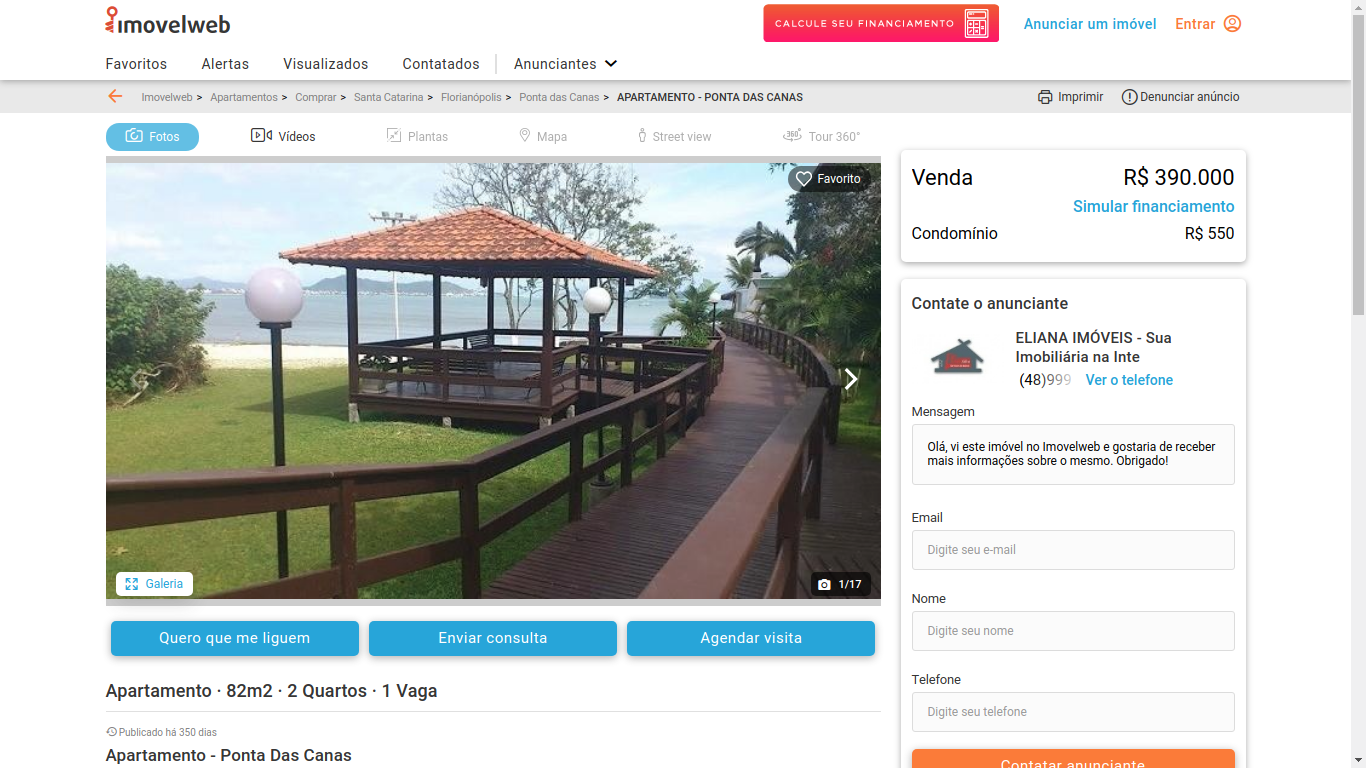 imovelweb
CALCULE SEU FINANCIAMENTO
Anunciar um imóvel
Entrar
Favoritos
Alertas
Visualizados
Contatados
Anunciantes
Imovelweb > Apartamentos > Comprar > Santa Catarina > Florianópolis > Ponta das Canas > APARTAMENTO - PONTA DAS CANAS
Imprimir
Denunciar anúncio
Fotos
Vídeos
Plantas
Mapa
Street view
Tour 360°
Favorito
Galeria
1/17
Quero que me liguem
Enviar consulta
Agendar visita
Apartamento · 82m2 · 2 Quartos · 1 Vaga
Publicado há 350 dias
Apartamento - Ponta Das Canas
Venda R$ 390.000
Simular financiamento
Condomínio R$ 550
Contate o anunciante
ELIANA IMÓVEIS - Sua
Imobiliária na Inte
(48)999 Ver o telefone
Mensagem
Olá, vi este imóvel no Imovelweb e gostaria de receber
mais informações sobre o mesmo. Obrigado!
Email
Digite seu e-mail
Nome
Digite seu nome
Telefone
Digite seu telefone
Contatar anunciante